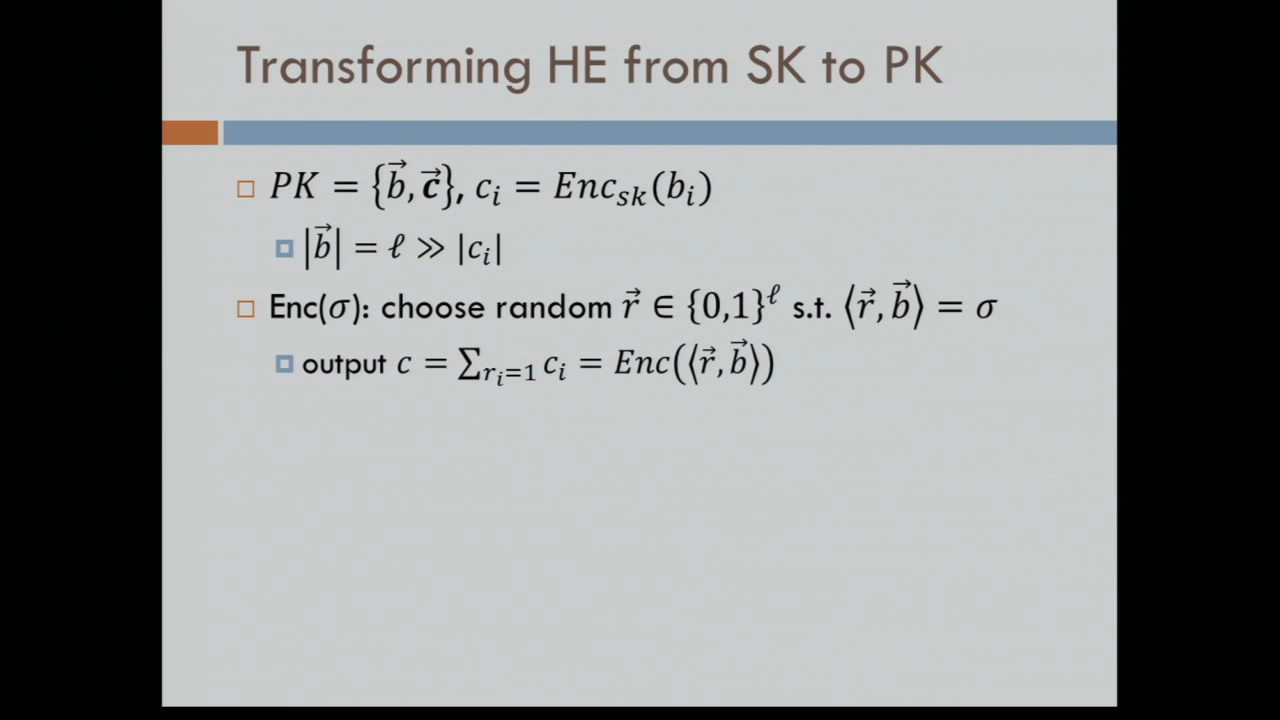 Transforming HE from SK to PK
PK = {b⃗, c⃗}, cᵢ = Enc_sk(bᵢ)
|b⃗| = ℓ ≫ |cᵢ|
Enc(σ): choose random r⃗ ∈ {0,1}^ℓ s.t. ⟨r⃗, b⃗⟩ = σ
output c = ∑_{rᵢ=1} cᵢ = Enc(⟨r⃗, b⃗⟩)